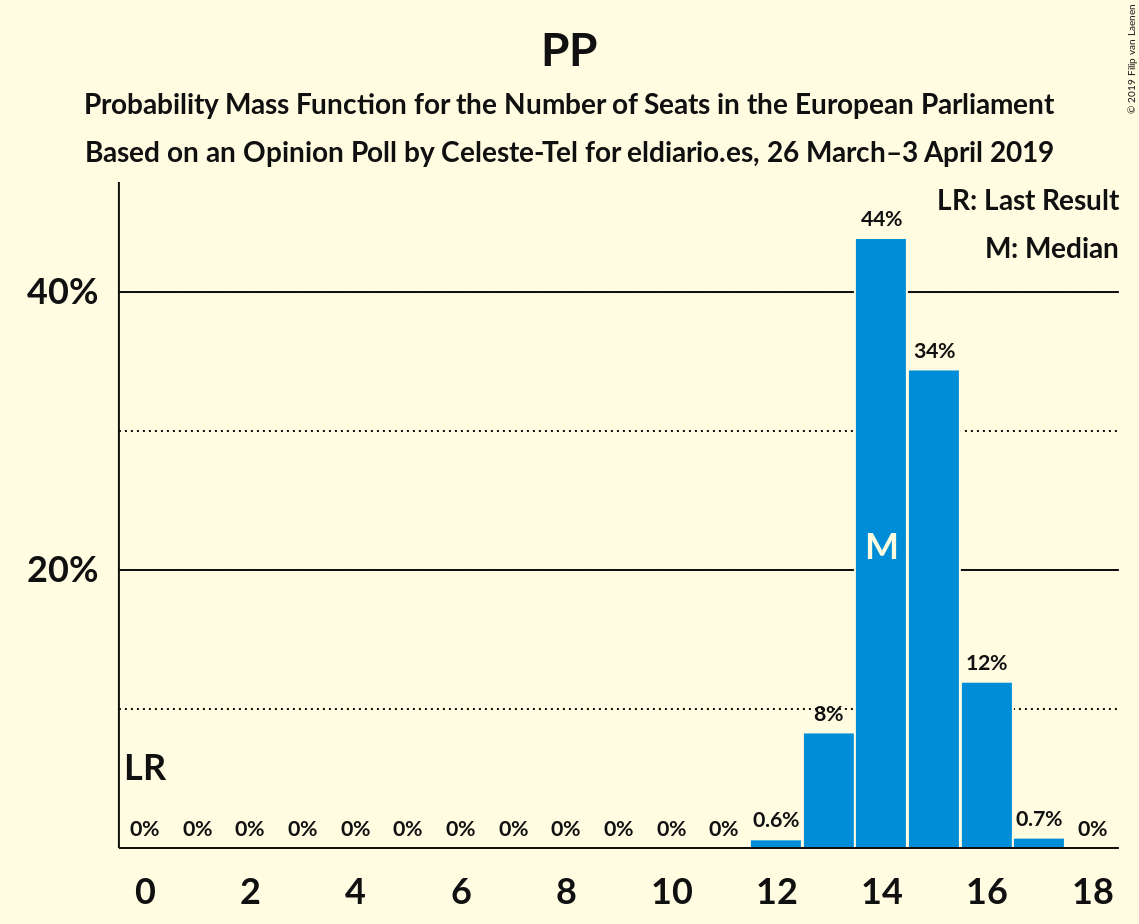 PP
Probability Mass Function for the Number of Seats in the European Parliament
Based on an Opinion Poll by Celeste-Tel for eldiario.es, 26 March–3 April 2019
© 2019 Filip van Laenen
LR: Last Result
M: Median
44%
40%
34%
M
20%
12%
8%
LR
0% 0% 0% 0% 0% 0% 0% 0% 0% 0% 0% 0% 0.6% 0.7% 0%
0 2 4 6 8 10 12 14 16 18